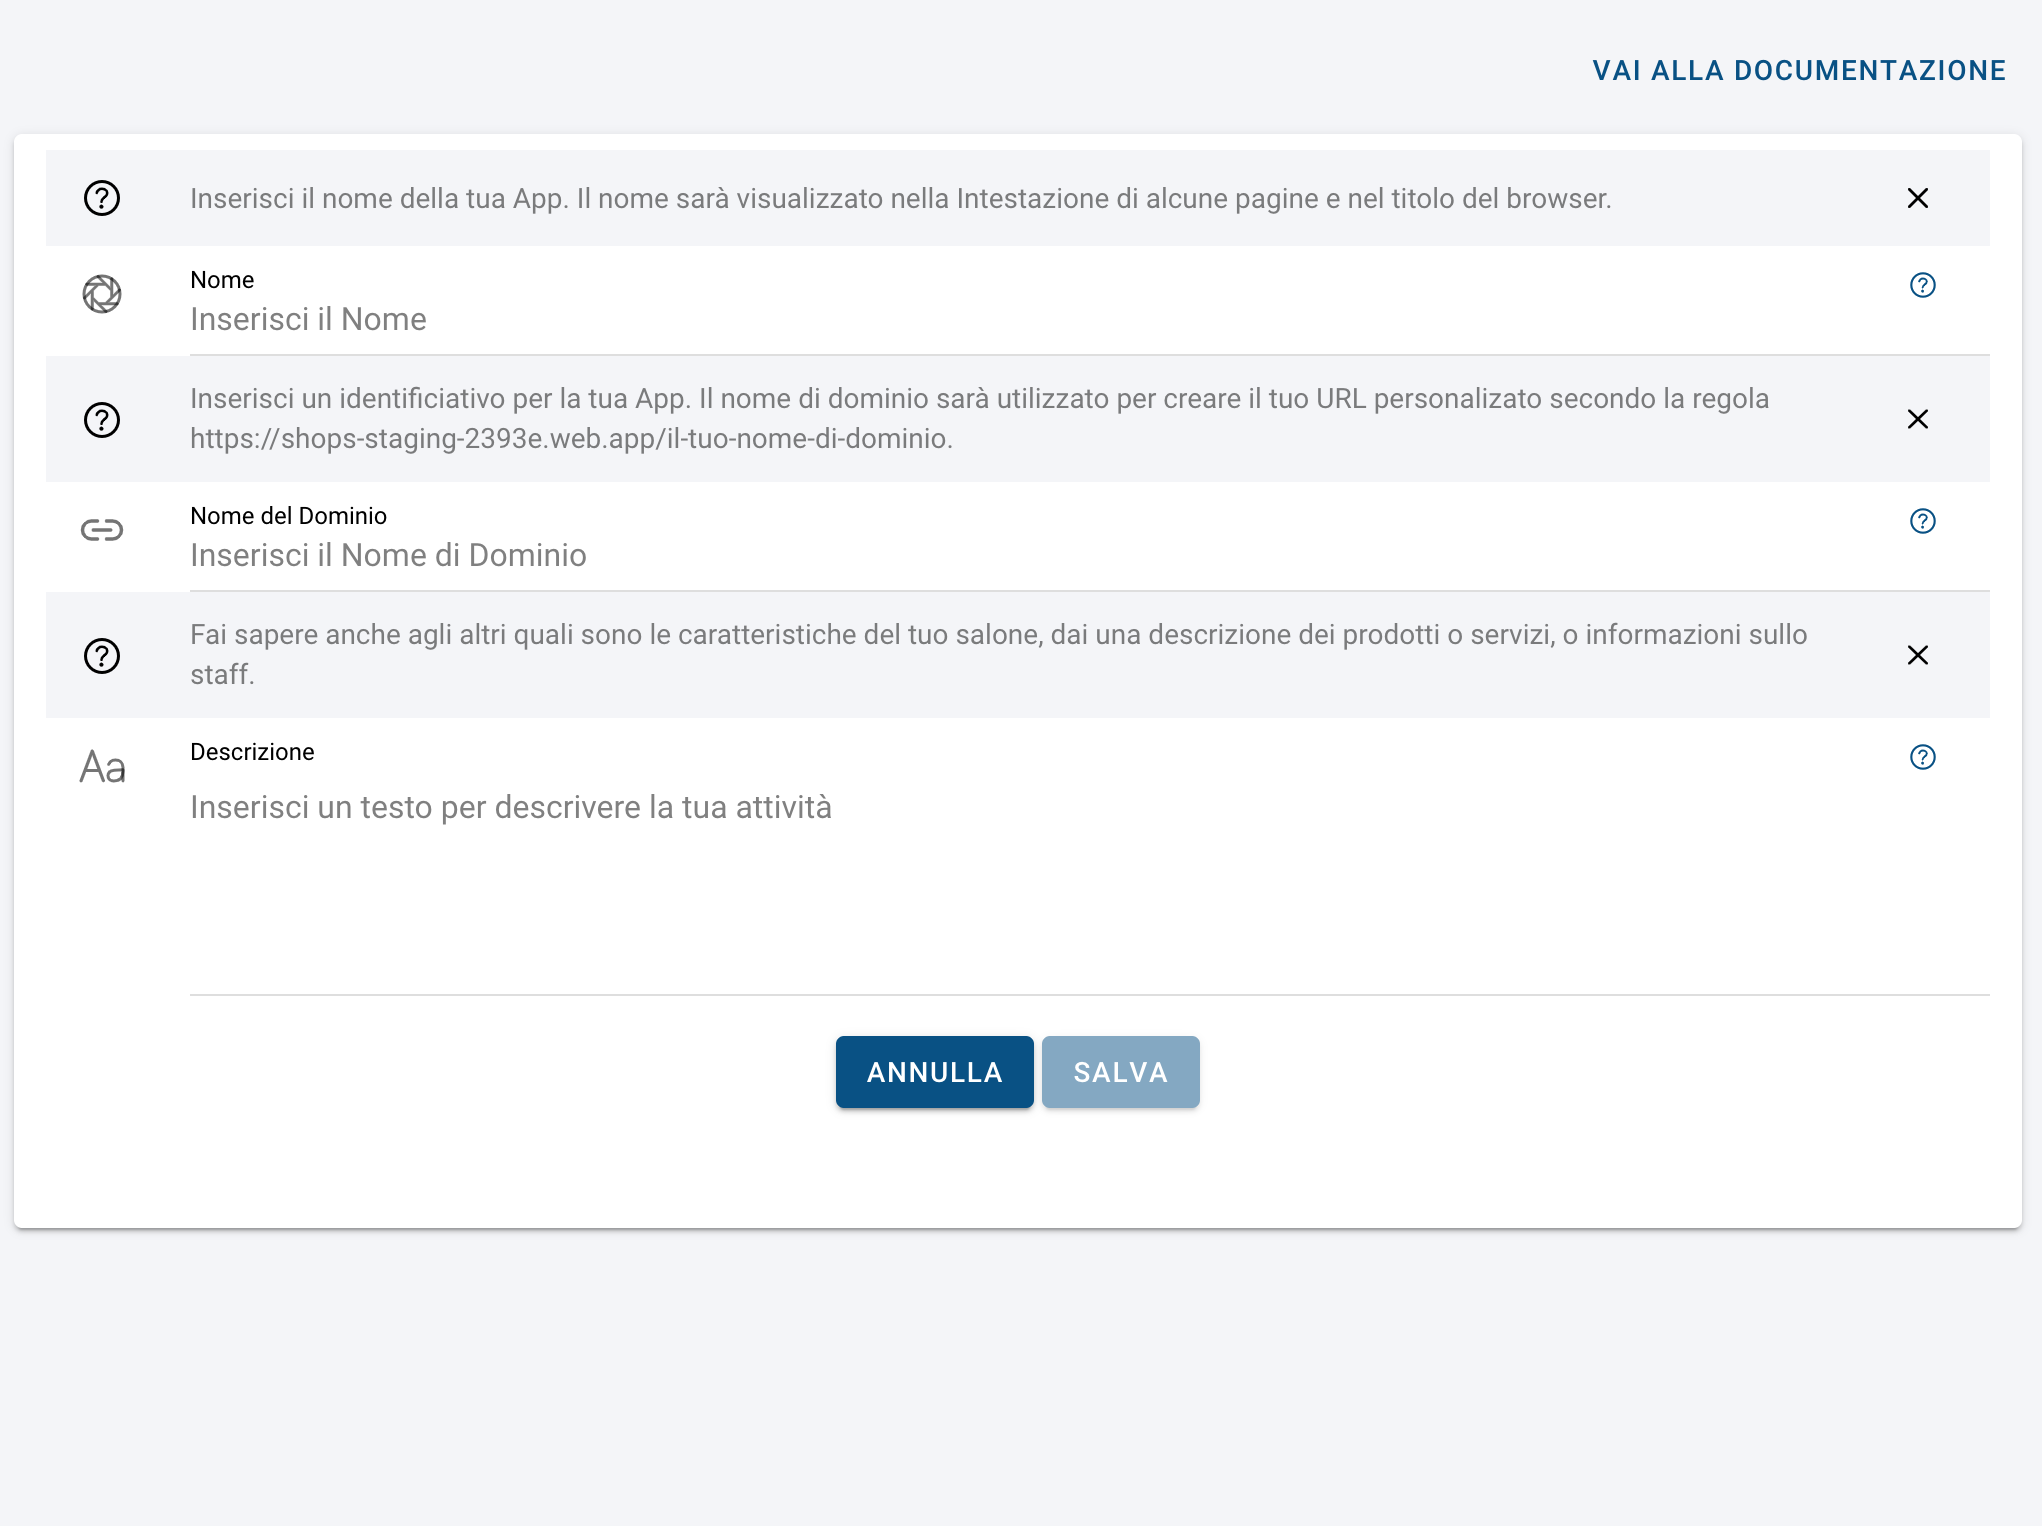 VAI ALLA DOCUMENTAZIONE
Inserisci il nome della tua App. Il nome sarà visualizzato nella Intestazione di alcune pagine e nel titolo del browser.
Nome
Inserisci il Nome
Inserisci un identificiativo per la tua App. Il nome di dominio sarà utilizzato per creare il tuo URL personalizato secondo la regola
https://shops-staging-2393e.web.app/il-tuo-nome-di-dominio.
Nome del Dominio
Inserisci il Nome di Dominio
Fai sapere anche agli altri quali sono le caratteristiche del tuo salone, dai una descrizione dei prodotti o servizi, o informazioni sullo
staff.
Aa
Descrizione
Inserisci un testo per descrivere la tua attività
ANNULLA SALVA